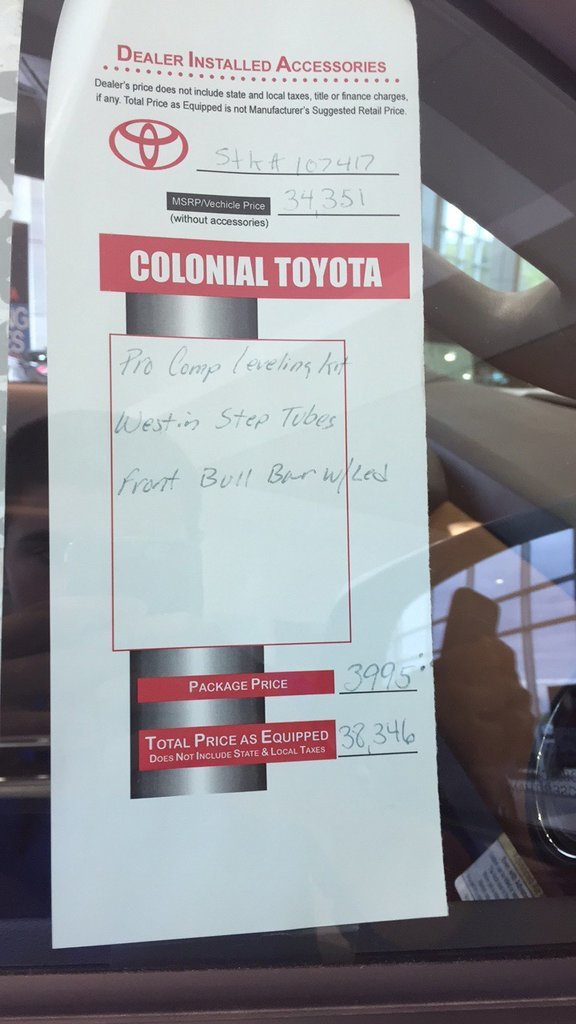 DEALER INSTALLED ACCESSORIES
Dealer's price does not include state and local taxes, title or finance charges,
if any. Total Price as Equipped is not Manufacturer's Suggested Retail Price.
Stk# 107417
MSRP/Vechicle Price 34,351
(without accessories)
COLONIAL TOYOTA
Pro Comp leveling kit
Westin Step Tubes
front Bull Bar w/Led
PACKAGE PRICE 3995
TOTAL PRICE AS EQUIPPED 38,346
DOES NOT INCLUDE STATE & LOCAL TAXES